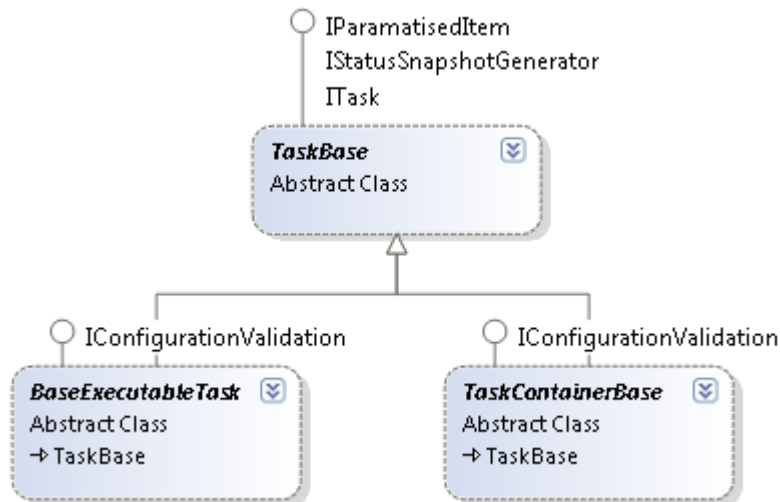 IParamatisedItem
IStatusSnapshotGenerator
ITask
TaskBase
Abstract Class
IConfigurationValidation
BaseExecutableTask
Abstract Class
TaskBase
IConfigurationValidation
TaskContainerBase
Abstract Class
TaskBase